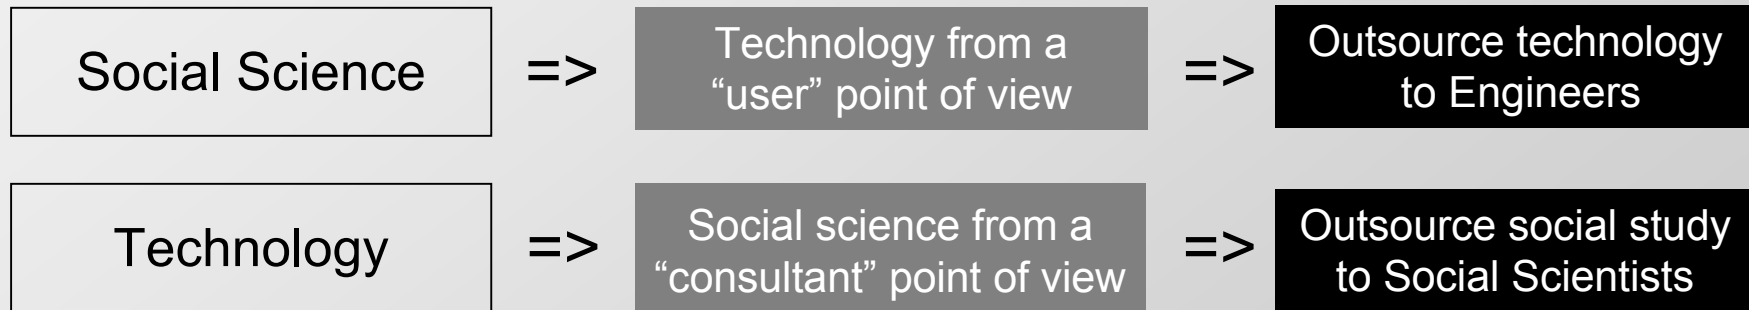 Social Science => Technology from a => Outsource technology
“user” point of view to Engineers
Technology => Social science from a => Outsource social study
“consultant” point of view to Social Scientists